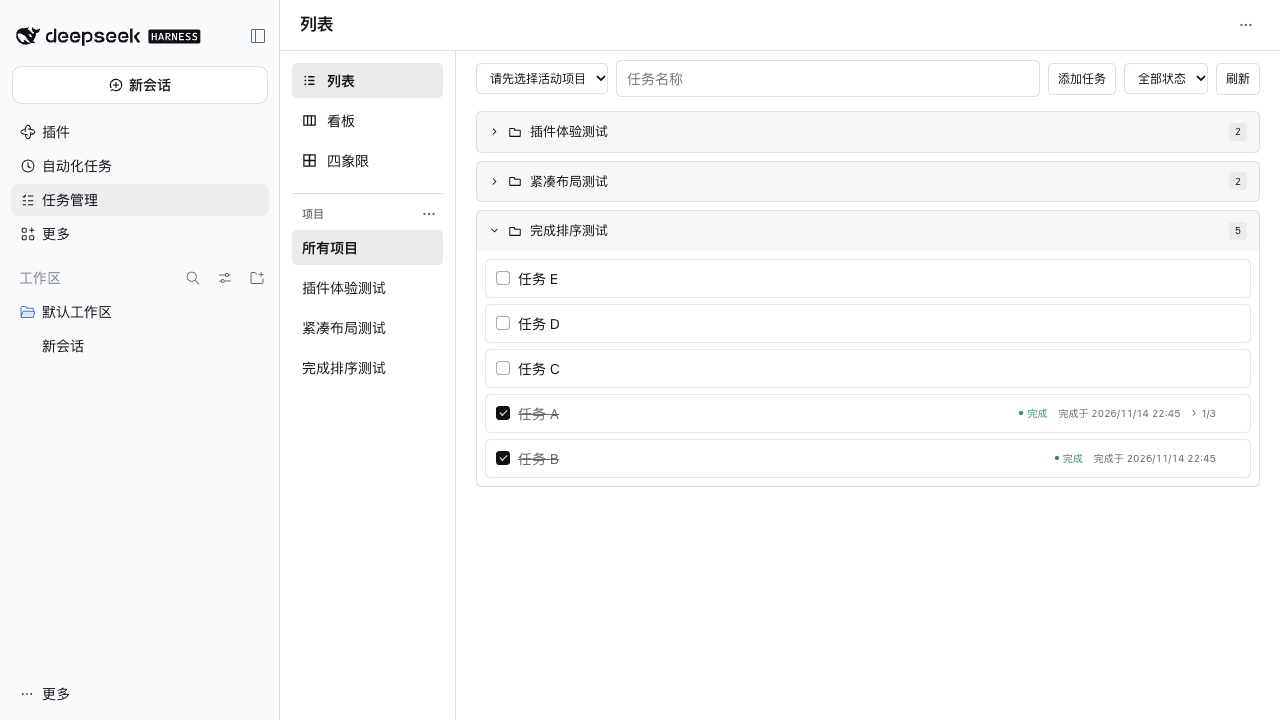 deepseek HARNESS
新会话
插件
自动化任务
任务管理
更多
工作区
默认工作区
新会话
更多
列表
列表
看板
四象限
项目
所有项目
插件体验测试
紧凑布局测试
完成排序测试
请先选择活动项目 任务名称 添加任务 全部状态 刷新
插件体验测试 2
紧凑布局测试 2
完成排序测试 5
任务 E
任务 D
任务 C
任务 A 完成 完成于 2026/11/14 22:45 1/3
任务 B 完成 完成于 2026/11/14 22:45